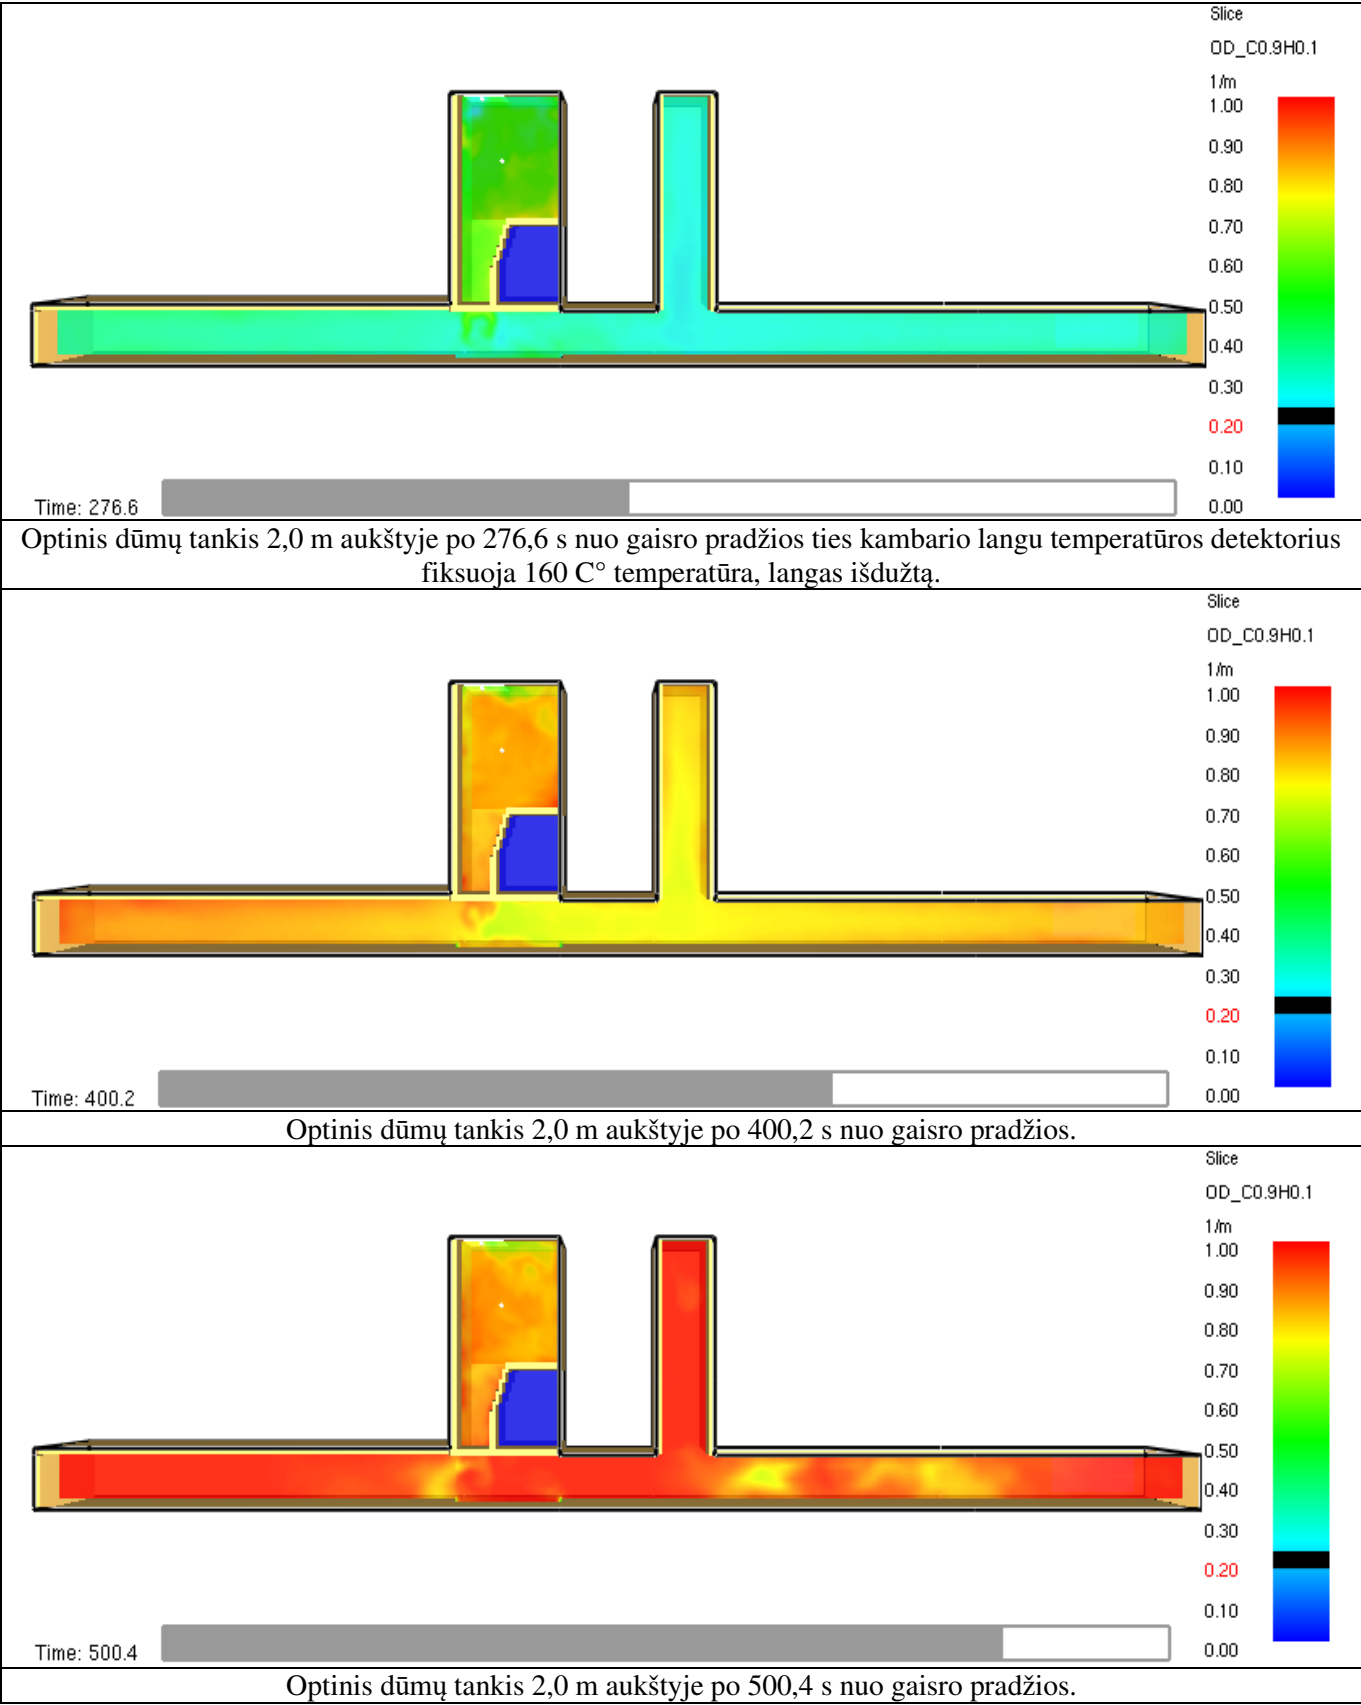 Slice
OD_C0.9H0.1
1/m
1.00
0.90
0.80
0.70
0.60
0.50
0.40
0.30
0.20
0.10
0.00
Time: 276.6
Optinis dūmų tankis 2,0 m aukštyje po 276,6 s nuo gaisro pradžios ties kambario langu temperatūros detektorius
fiksuoja 160 C° temperatūra, langas išdužtą.
Slice
OD_C0.9H0.1
1/m
1.00
0.90
0.80
0.70
0.60
0.50
0.40
0.30
0.20
0.10
0.00
Time: 400.2
Optinis dūmų tankis 2,0 m aukštyje po 400,2 s nuo gaisro pradžios.
Slice
OD_C0.9H0.1
1/m
1.00
0.90
0.80
0.70
0.60
0.50
0.40
0.30
0.20
0.10
0.00
Time: 500.4
Optinis dūmų tankis 2,0 m aukštyje po 500,4 s nuo gaisro pradžios.